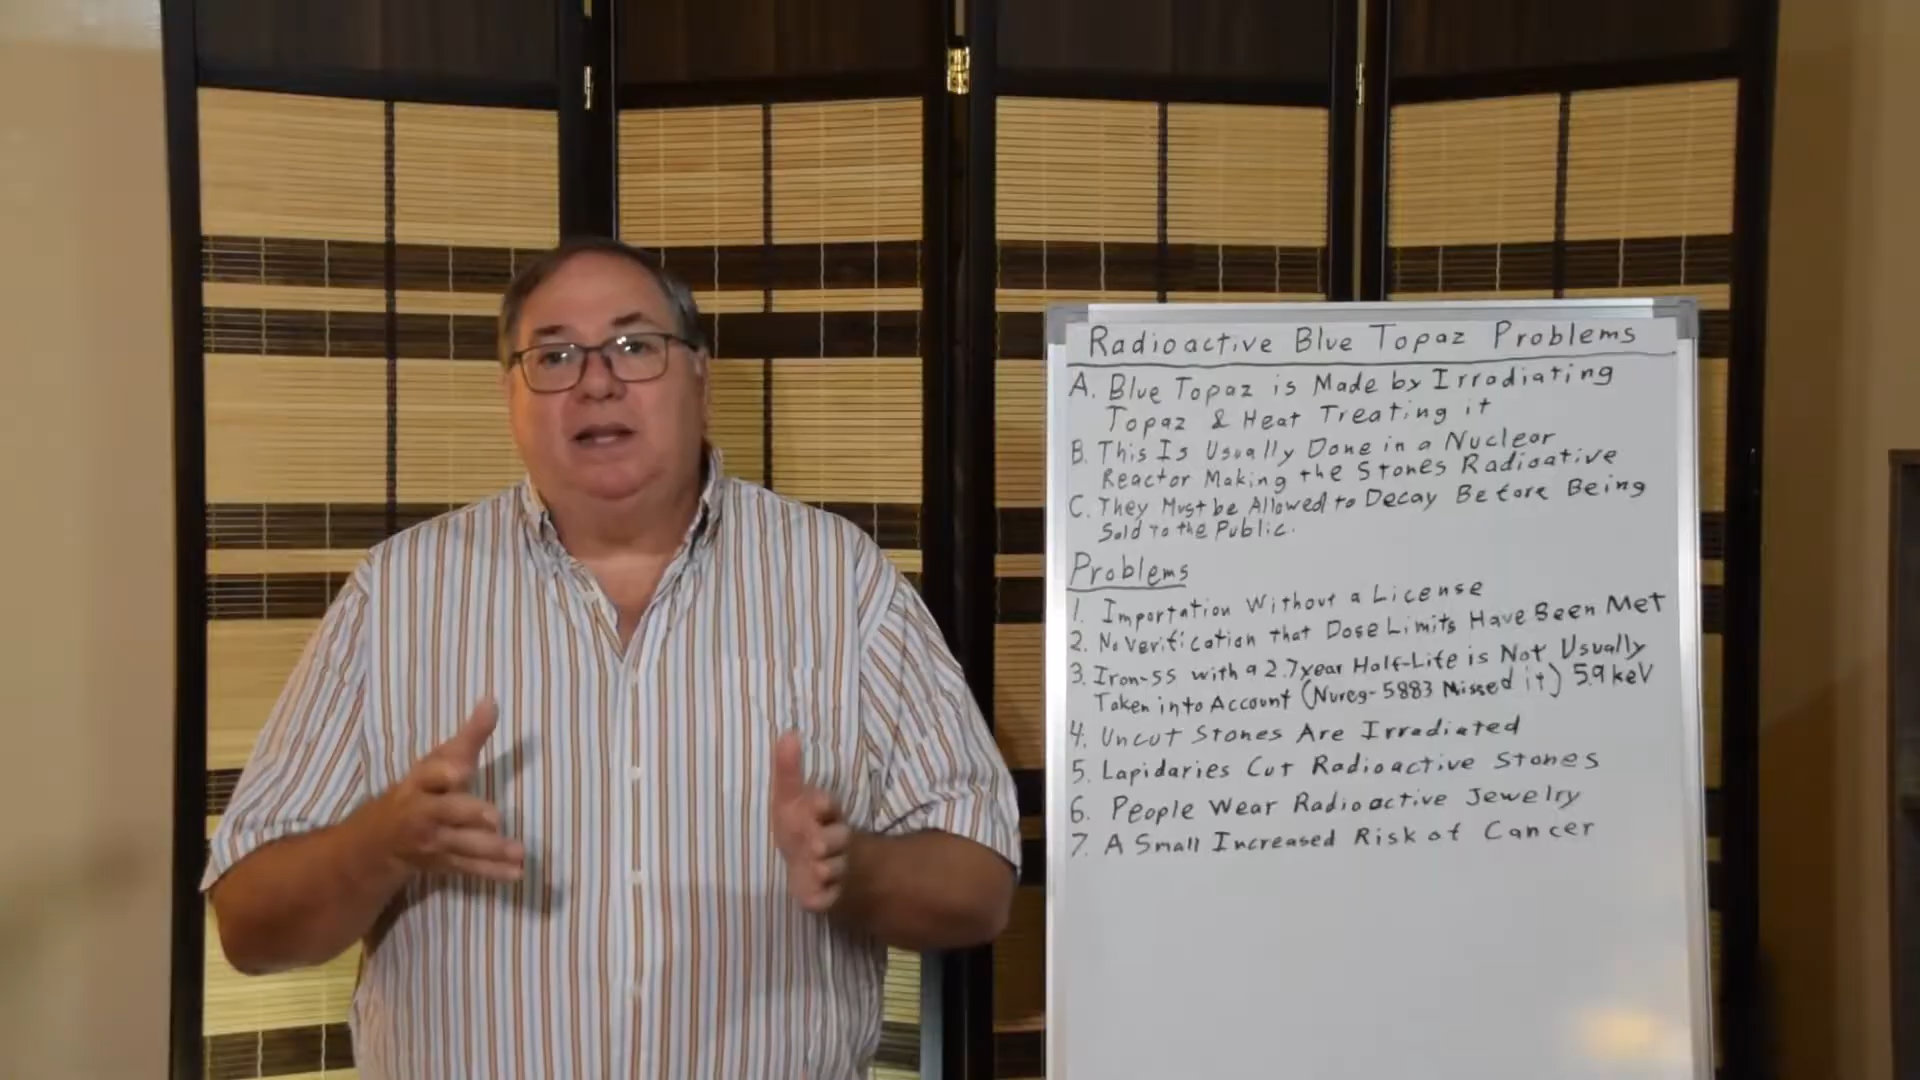 Radioactive Blue Topaz Problems
A. Blue Topaz is Made by Irradiating
Topaz & Heat Treating it
B. This Is Usually Done in a Nuclear
Reactor Making the Stones Radioative
C. They Must be Allowed to Decay Before Being
Sold To the Public.
Problems
1. Importation Without a License
2. No Verification that Dose Limits Have Been Met
3. Iron-55 with a 2.7 year Half-Life is Not Usually
Taken into Account (Nureg-5883 Missed it) 5.9 keV
4. Uncut Stones Are Irradiated
5. Lapidaries Cut Radioactive Stones
6. People Wear Radioactive Jewelry
7. A Small Increased Risk of Cancer